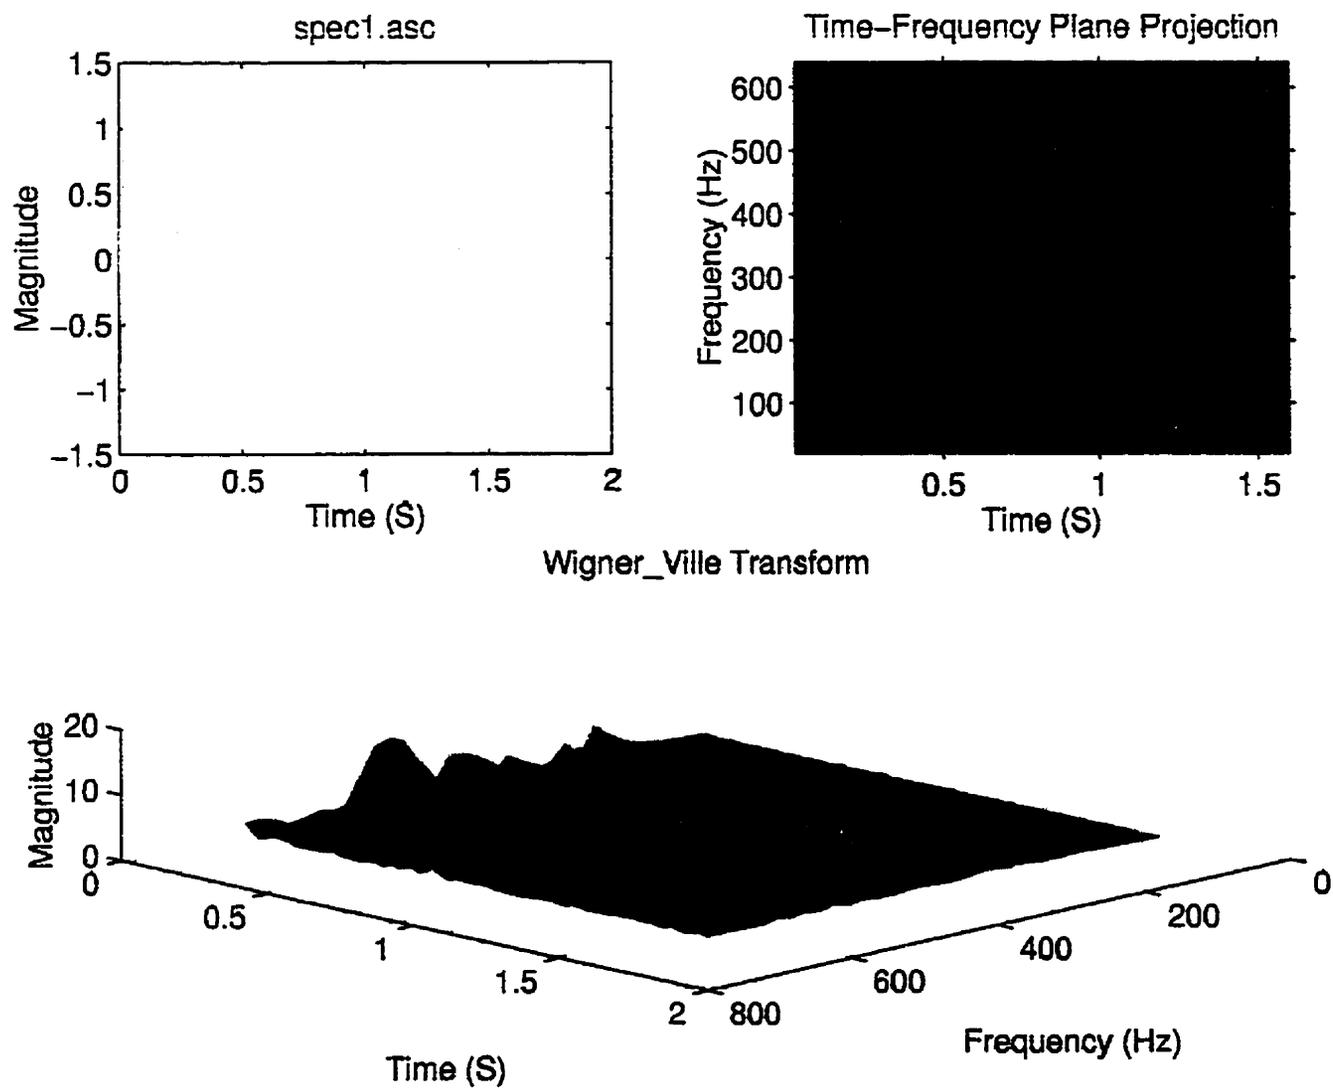 spec1.asc
1.5
1
0.5
0
−0.5
−1
−1.5
Magnitude
0 0.5 1 1.5 2
Time (S)
Time−Frequency Plane Projection
600
500
400
300
200
100
Frequency (Hz)
0.5 1 1.5
Time (S)
Wigner_Ville Transform
20
10
0
Magnitude
0
0.5
1
1.5
2
Time (S)
800
600
400
200
0
Frequency (Hz)